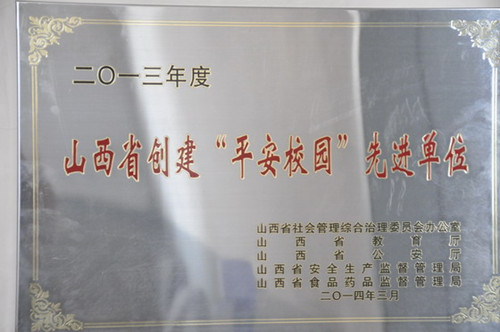 二〇一三年度
山西省创建“平安校园”先进单位
山西省社会管理综合治理委员会办公室
山西省教育厅
山西省公安厅
山西省安全生产监督管理局
山西省食品药品监督管理局
二〇一四年三月